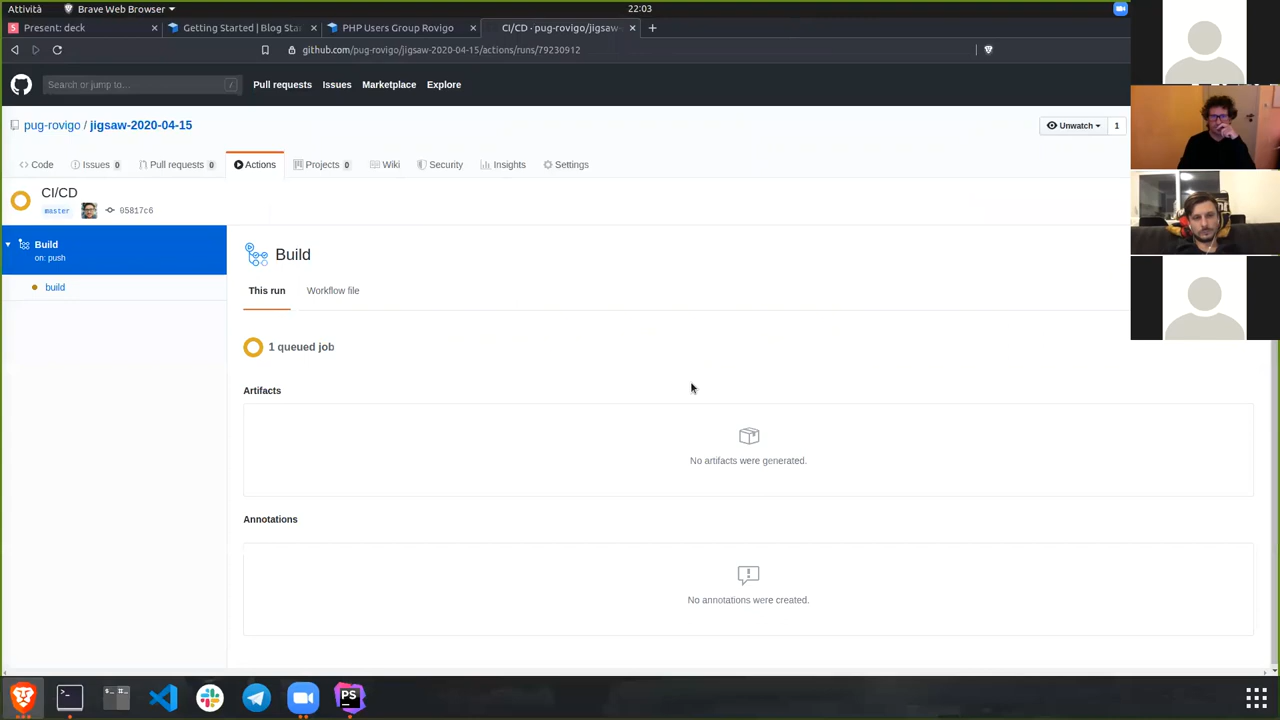 Attività
Brave Web Browser
22:03
Present: deck
Getting Started | Blog Sta
PHP Users Group Rovigo
CI/CD · pug-rovigo/jigsaw-
github.com/pug-rovigo/jigsaw-2020-04-15/actions/runs/79230912
Search or jump to...
/
Pull requests
Issues
Marketplace
Explore
pug-rovigo / jigsaw-2020-04-15
Unwatch
1
Code
Issues 0
Pull requests 0
Actions
Projects 0
Wiki
Security
Insights
Settings
CI/CD
master
05817c6
Build
on: push
build
Build
This run
Workflow file
1 queued job
Artifacts
No artifacts were generated.
Annotations
No annotations were created.
PS